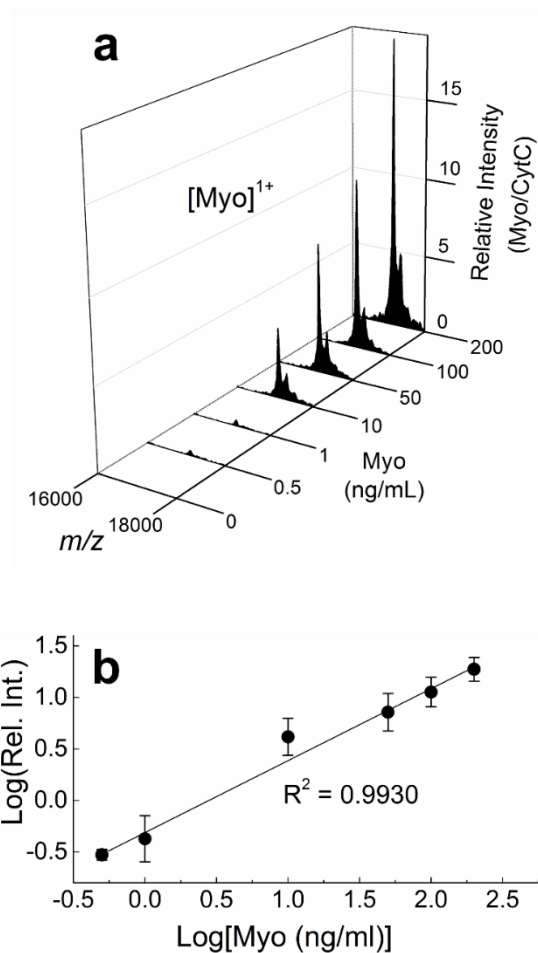 a
[Myo]1+
15
10
5
0
Relative Intensity
(Myo/CytC)
200
100
50
10
1
0.5
0
Myo
(ng/mL)
16000
18000
m/z
b
1.5
1.0
0.5
0.0
-0.5
Log(Rel. Int.)
R2 = 0.9930
-0.5 0.0 0.5 1.0 1.5 2.0 2.5
Log[Myo (ng/ml)]